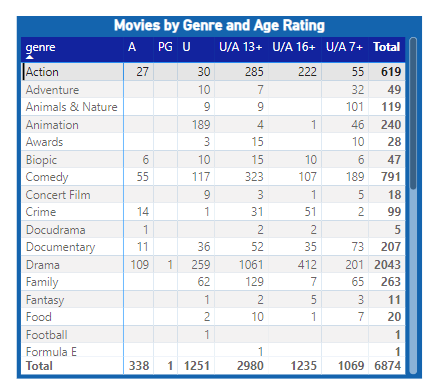 Movies by Genre and Age Rating
genre A PG U U/A 13+ U/A 16+ U/A 7+ Total
Action 27 30 285 222 55 619
Adventure 10 7 32 49
Animals & Nature 9 9 101 119
Animation 189 4 1 46 240
Awards 3 15 10 28
Biopic 6 10 15 10 6 47
Comedy 55 117 323 107 189 791
Concert Film 9 3 1 5 18
Crime 14 1 31 51 2 99
Docudrama 1 2 2 5
Documentary 11 36 52 35 73 207
Drama 109 1 259 1061 412 201 2043
Family 62 129 7 65 263
Fantasy 1 2 5 3 11
Food 2 10 1 7 20
Football 1 1
Formula E 1 1
Total 338 1 1251 2980 1235 1069 6874